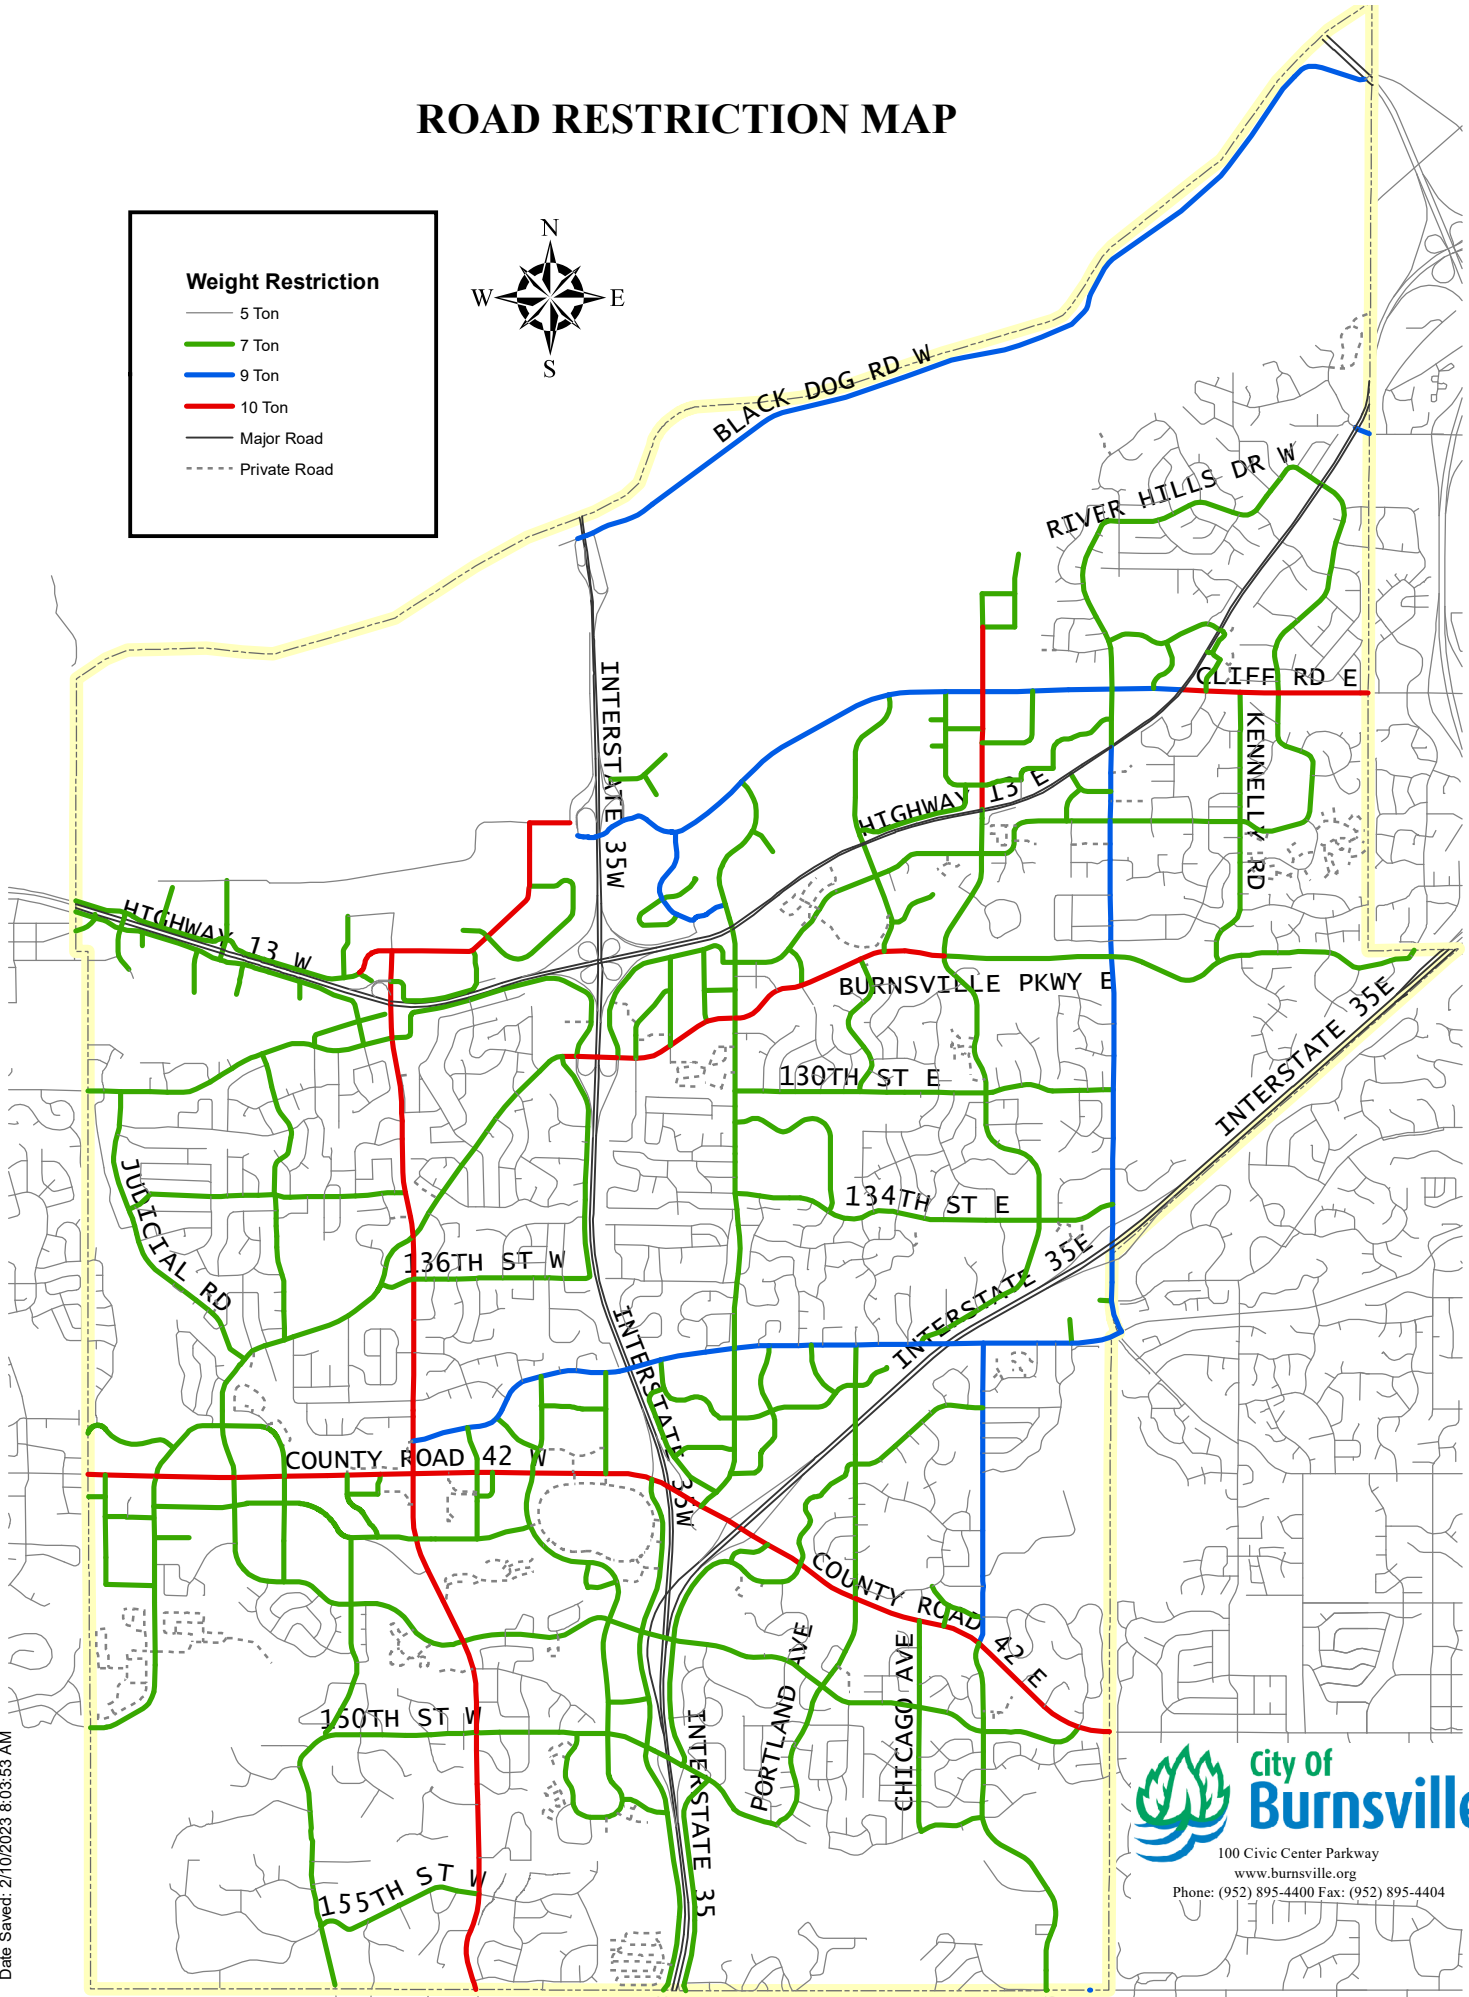 ROAD RESTRICTION MAP
Weight Restriction
5 Ton
7 Ton
9 Ton
10 Ton
Major Road
Private Road
N
W
E
S
BLACK DOG RD W
RIVER HILLS DR W
INTERSTATE 35W
CLIFF RD E
KENNELLY RD
HIGHWAY 13 E
HIGHWAY 13 W
BURNSVILLE PKWY E
INTERSTATE 35E
130TH ST E
JUDICIAL RD
134TH ST E
136TH ST W
INTERSTATE 35E
INTERSTATE 35W
COUNTY ROAD 42 W
COUNTY ROAD 42 E
PORTLAND AVE
CHICAGO AVE
150TH ST W
INTERSTATE 35
155TH ST W
City Of
Burnsville
100 Civic Center Parkway
www.burnsville.org
Phone: (952) 895-4400 Fax: (952) 895-4404
Date Saved: 2/10/2023 8:03:53 AM